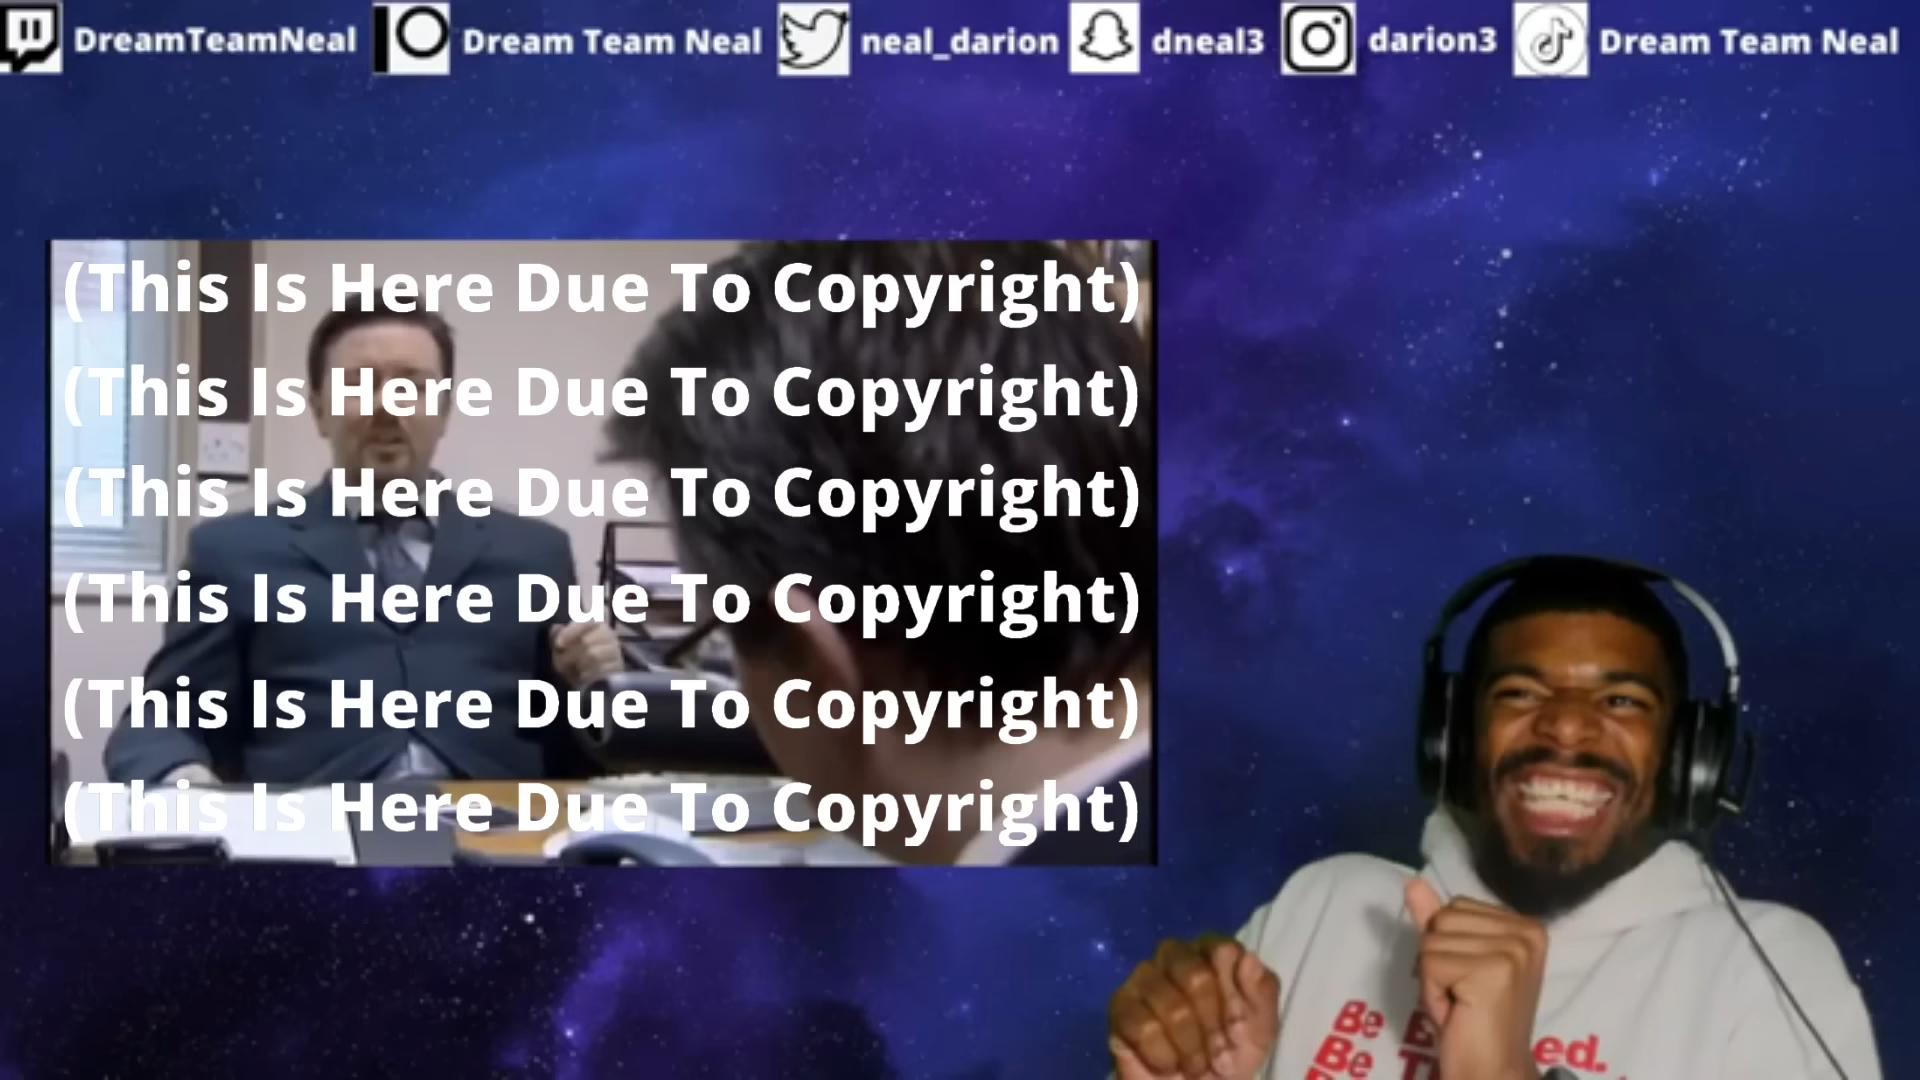 DreamTeamNeal Dream Team Neal neal_darion dneal3 darion3 Dream Team Neal
(This Is Here Due To Copyright)
(This Is Here Due To Copyright)
(This Is Here Due To Copyright)
(This Is Here Due To Copyright)
(This Is Here Due To Copyright)
(This Is Here Due To Copyright)
Be
Be